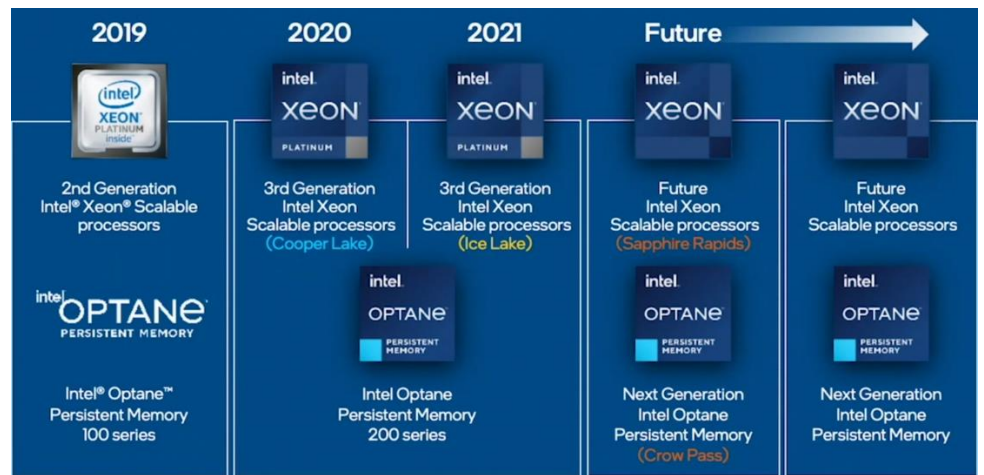 2019
2020
2021
Future
intel
XEON®
PLATINUM
inside™
2nd Generation
Intel® Xeon® Scalable
processors
intel
OPTANE™
PERSISTENT MEMORY
Intel® Optane™
Persistent Memory
100 series
intel.
XEON
PLATINUM
3rd Generation
Intel Xeon
Scalable processors
(Cooper Lake)
intel.
XEON
PLATINUM
3rd Generation
Intel Xeon
Scalable processors
(Ice Lake)
intel.
OPTANE
PERSISTENT
MEMORY
Intel Optane
Persistent Memory
200 series
intel.
XEON
Future
Intel Xeon
Scalable processors
(Sapphire Rapids)
intel.
OPTANE
PERSISTENT
MEMORY
Next Generation
Intel Optane
Persistent Memory
(Crow Pass)
intel.
XEON
Future
Intel Xeon
Scalable processors
intel.
OPTANE
PERSISTENT
MEMORY
Next Generation
Intel Optane
Persistent Memory